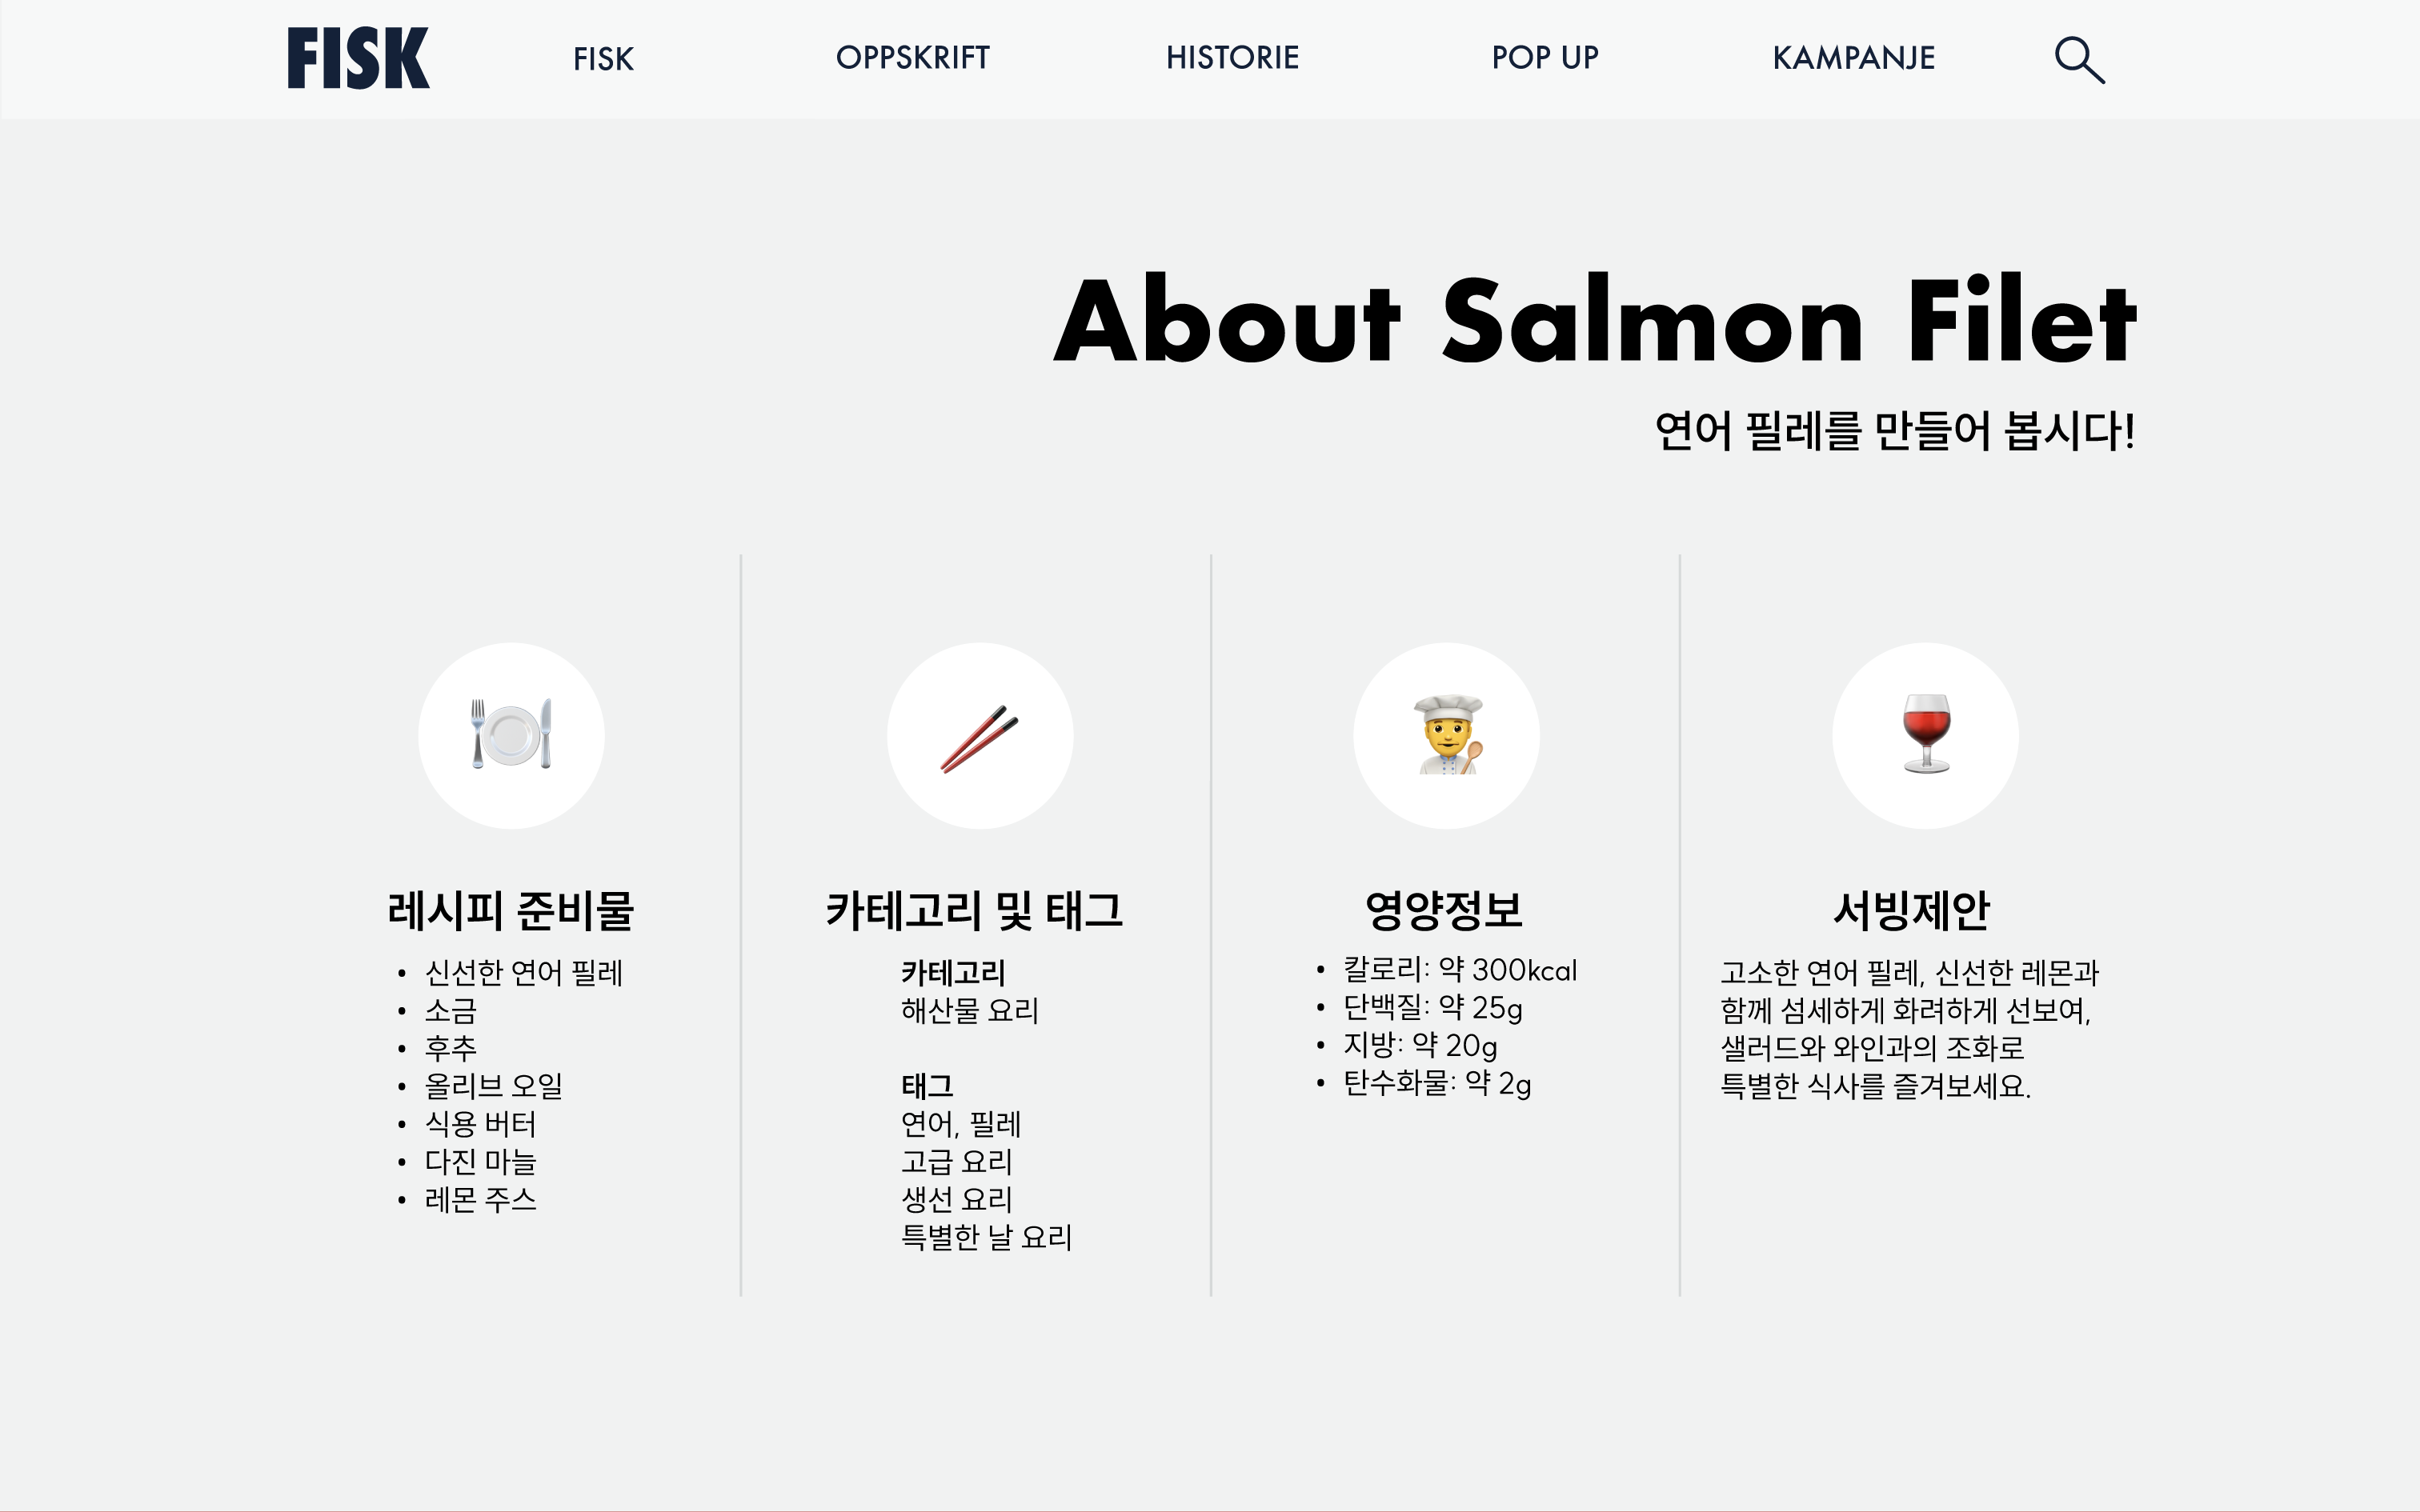 FISK
FISK
OPPSKRIFT
HISTORIE
POP UP
KAMPANJE
About Salmon Filet
연어 필레를 만들어 봅시다!
레시피 준비물
• 신선한 연어 필레
• 소금
• 후추
• 올리브 오일
• 식용 버터
• 다진 마늘
• 레몬 주스
카테고리 및 태그
카테고리
해산물 요리
태그
연어, 필레
고급 요리
생선 요리
특별한 날 요리
영양정보
• 칼로리: 약 300kcal
• 단백질: 약 25g
• 지방: 약 20g
• 탄수화물: 약 2g
서빙제안
고소한 연어 필레, 신선한 레몬과
함께 섬세하게 화려하게 선보여,
샐러드와 와인과의 조화로
특별한 식사를 즐겨보세요.